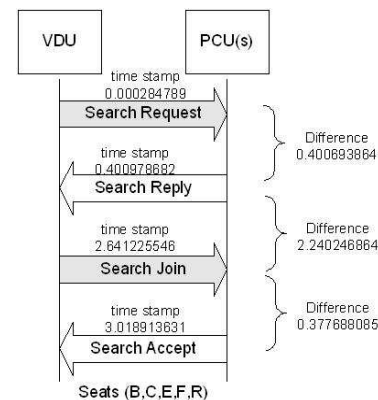 VDU
PCU(s)
time stamp
0.000284789
Search Request
Difference
0.400693864
time stamp
0.400978682
Search Reply
Difference
2.240246864
time stamp
2.641225546
Search Join
Difference
0.377688085
time stamp
3.018913631
Search Accept
Seats (B,C,E,F,R)